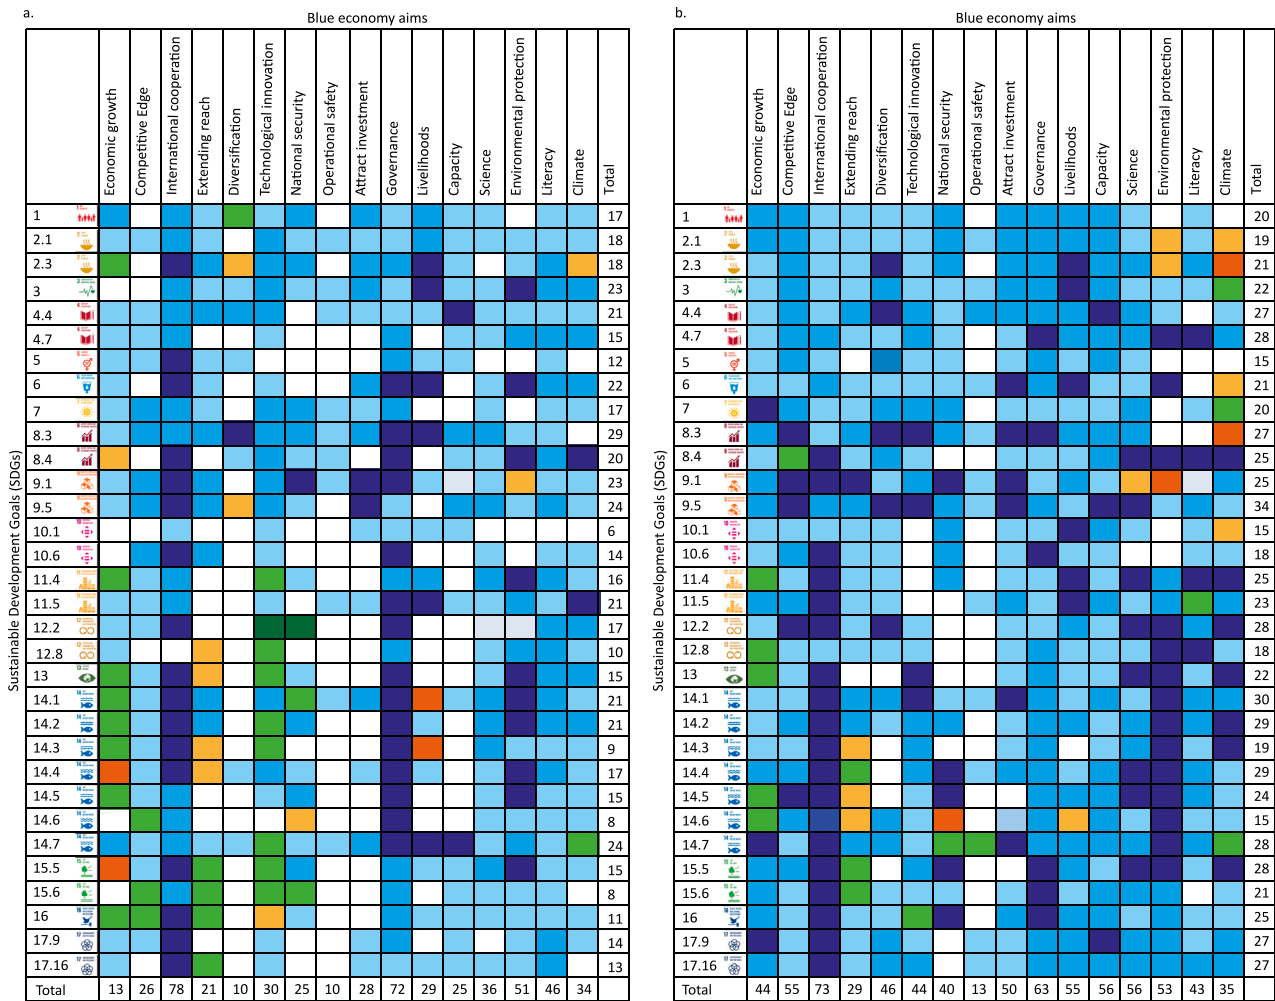 a.
Blue economy aims
Economic growth
Competitive Edge
International cooperation
Extending reach
Diversification
Technological innovation
National security
Operational safety
Attract investment
Governance
Livelihoods
Capacity
Science
Environmental protection
Literacy
Climate
Total
Sustainable Development Goals (SDGs)
1 17
2.1 18
2.3 18
3 23
4.4 21
4.7 15
5 12
6 22
7 17
8.3 29
8.4 20
9.1 23
9.5 24
10.1 6
10.6 14
11.4 16
11.5 21
12.2 17
12.8 10
13 15
14.1 21
14.2 21
14.3 9
14.4 17
14.5 15
14.6 8
14.7 24
15.5 15
15.6 8
16 11
17.9 14
17.16 13
Total 13 26 78 21 10 30 25 10 28 72 29 25 36 51 46 34
b.
Blue economy aims
Economic growth
Competitive Edge
International cooperation
Extending reach
Diversification
Technological innovation
National security
Operational safety
Attract investment
Governance
Livelihoods
Capacity
Science
Environmental protection
Literacy
Climate
Total
Sustainable Development Goals (SDGs)
1 20
2.1 19
2.3 21
3 22
4.4 27
4.7 28
5 15
6 21
7 20
8.3 27
8.4 25
9.1 25
9.5 34
10.1 15
10.6 18
11.4 25
11.5 23
12.2 28
12.8 18
13 22
14.1 30
14.2 29
14.3 19
14.4 29
14.5 24
14.6 15
14.7 28
15.5 28
15.6 21
16 25
17.9 27
17.16 27
Total 44 55 73 29 46 44 40 13 50 63 55 56 56 53 43 35